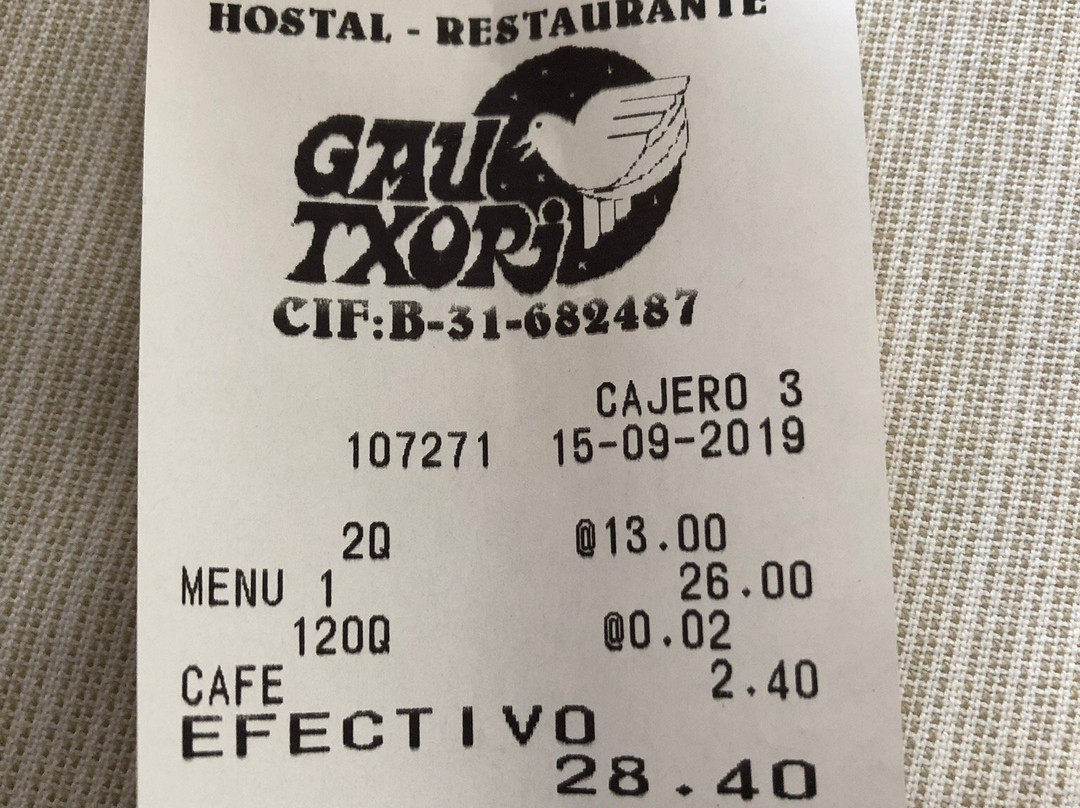 HOSTAL - RESTAURANTE
GAU
TXORI
CIF:B-31-682487
CAJERO 3
107271 15-09-2019
2Q @13.00
MENU 1 26.00
120Q @0.02
CAFE 2.40
EFECTIVO
28.40